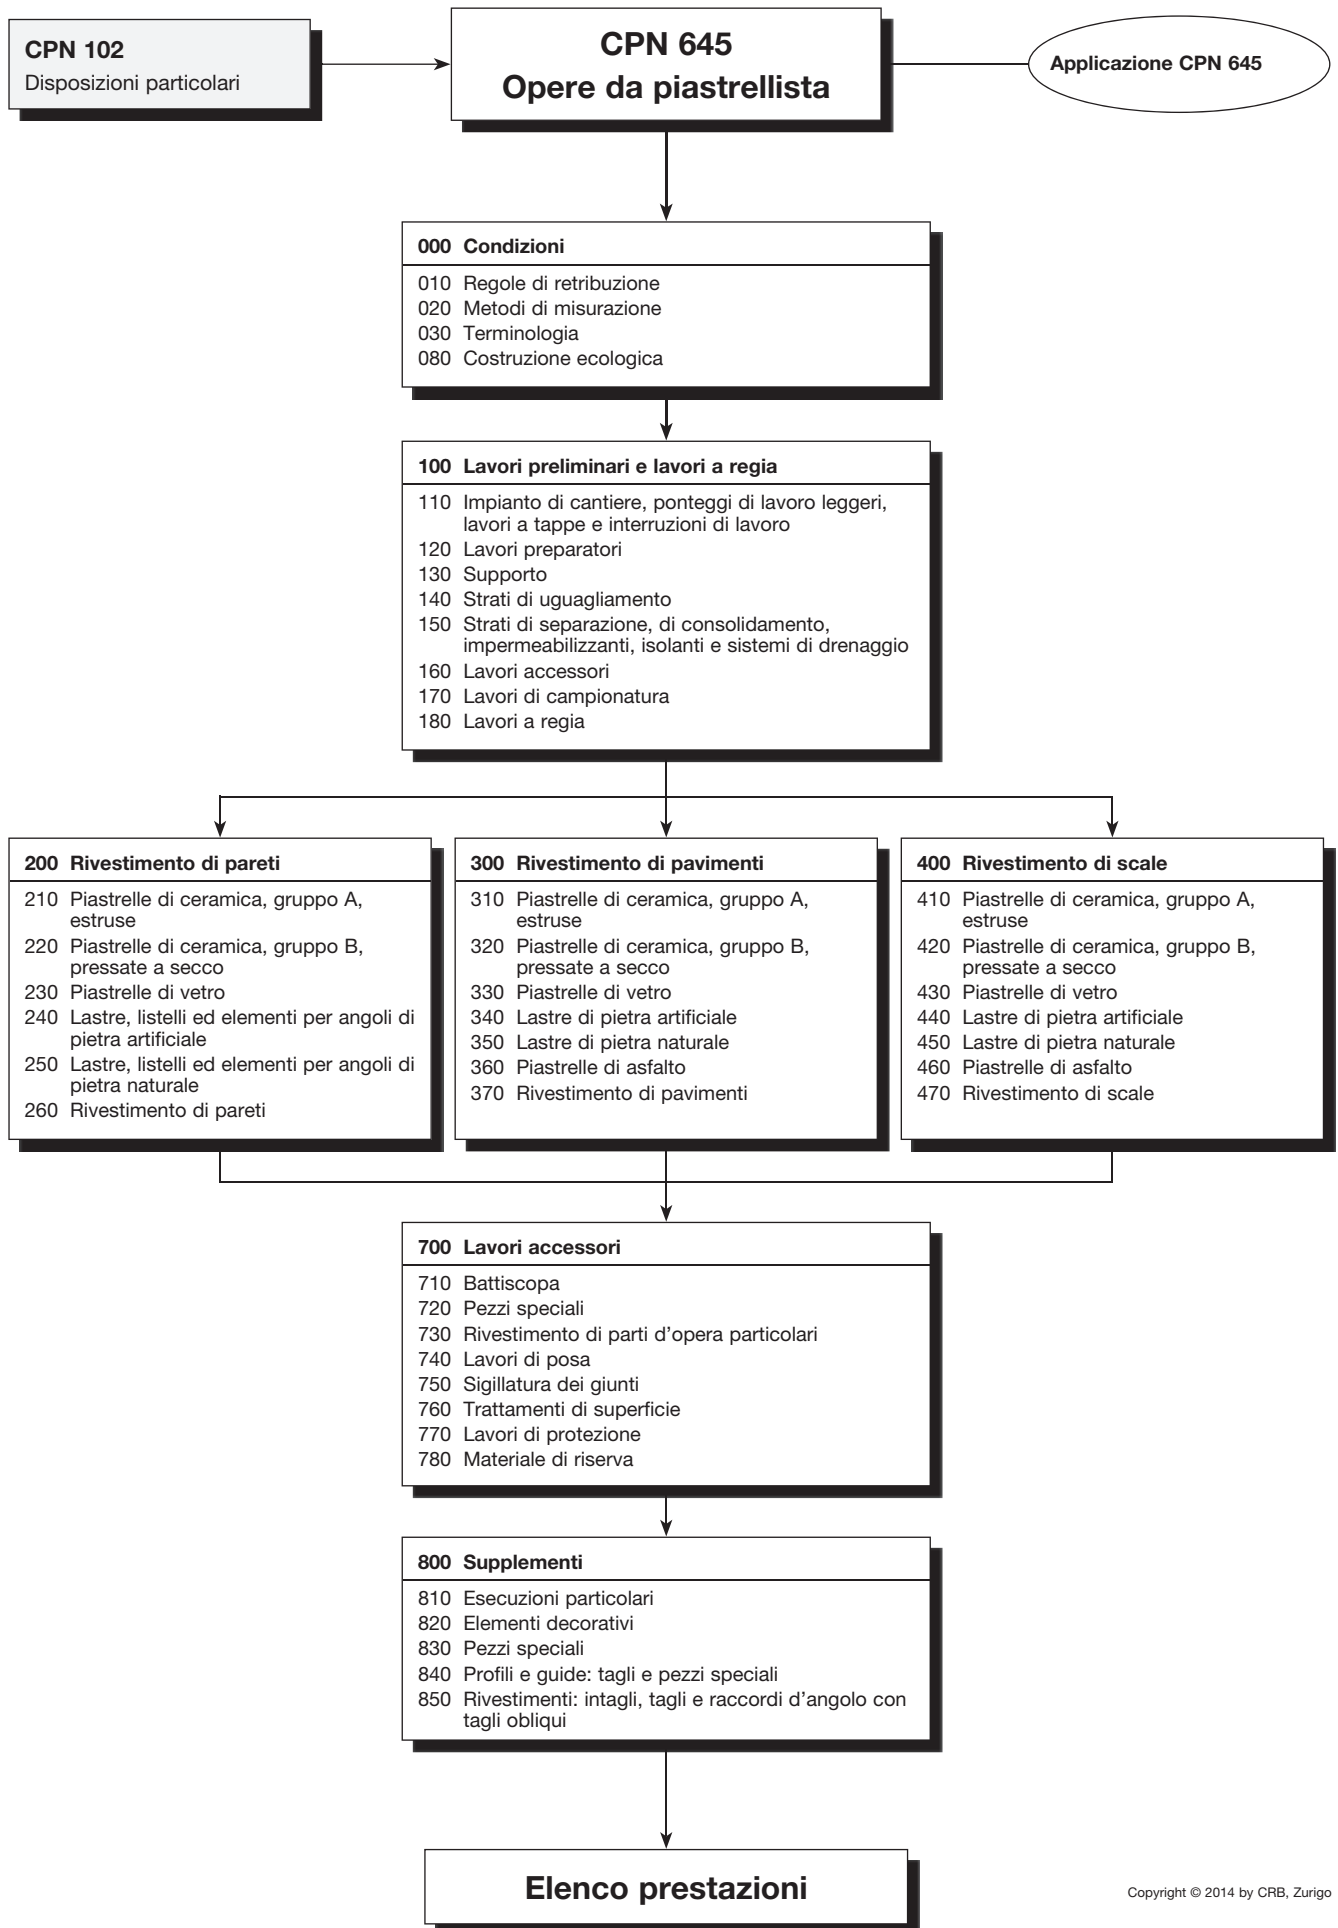 CPN 102
Disposizioni particolari
CPN 645
Opere da piastrellista
Applicazione CPN 645
000 Condizioni
010 Regole di retribuzione
020 Metodi di misurazione
030 Terminologia
080 Costruzione ecologica
100 Lavori preliminari e lavori a regia
110 Impianto di cantiere, ponteggi di lavoro leggeri,
lavori a tappe e interruzioni di lavoro
120 Lavori preparatori
130 Supporto
140 Strati di uguagliamento
150 Strati di separazione, di consolidamento,
impermeabilizzanti, isolanti e sistemi di drenaggio
160 Lavori accessori
170 Lavori di campionatura
180 Lavori a regia
200 Rivestimento di pareti
210 Piastrelle di ceramica, gruppo A,
estruse
220 Piastrelle di ceramica, gruppo B,
pressate a secco
230 Piastrelle di vetro
240 Lastre, listelli ed elementi per angoli di
pietra artificiale
250 Lastre, listelli ed elementi per angoli di
pietra naturale
260 Rivestimento di pareti
300 Rivestimento di pavimenti
310 Piastrelle di ceramica, gruppo A,
estruse
320 Piastrelle di ceramica, gruppo B,
pressate a secco
330 Piastrelle di vetro
340 Lastre di pietra artificiale
350 Lastre di pietra naturale
360 Piastrelle di asfalto
370 Rivestimento di pavimenti
400 Rivestimento di scale
410 Piastrelle di ceramica, gruppo A,
estruse
420 Piastrelle di ceramica, gruppo B,
pressate a secco
430 Piastrelle di vetro
440 Lastre di pietra artificiale
450 Lastre di pietra naturale
460 Piastrelle di asfalto
470 Rivestimento di scale
700 Lavori accessori
710 Battiscopa
720 Pezzi speciali
730 Rivestimento di parti d'opera particolari
740 Lavori di posa
750 Sigillatura dei giunti
760 Trattamenti di superficie
770 Lavori di protezione
780 Materiale di riserva
800 Supplementi
810 Esecuzioni particolari
820 Elementi decorativi
830 Pezzi speciali
840 Profili e guide: tagli e pezzi speciali
850 Rivestimenti: intagli, tagli e raccordi d'angolo con
tagli obliqui
Elenco prestazioni
Copyright © 2014 by CRB, Zurigo